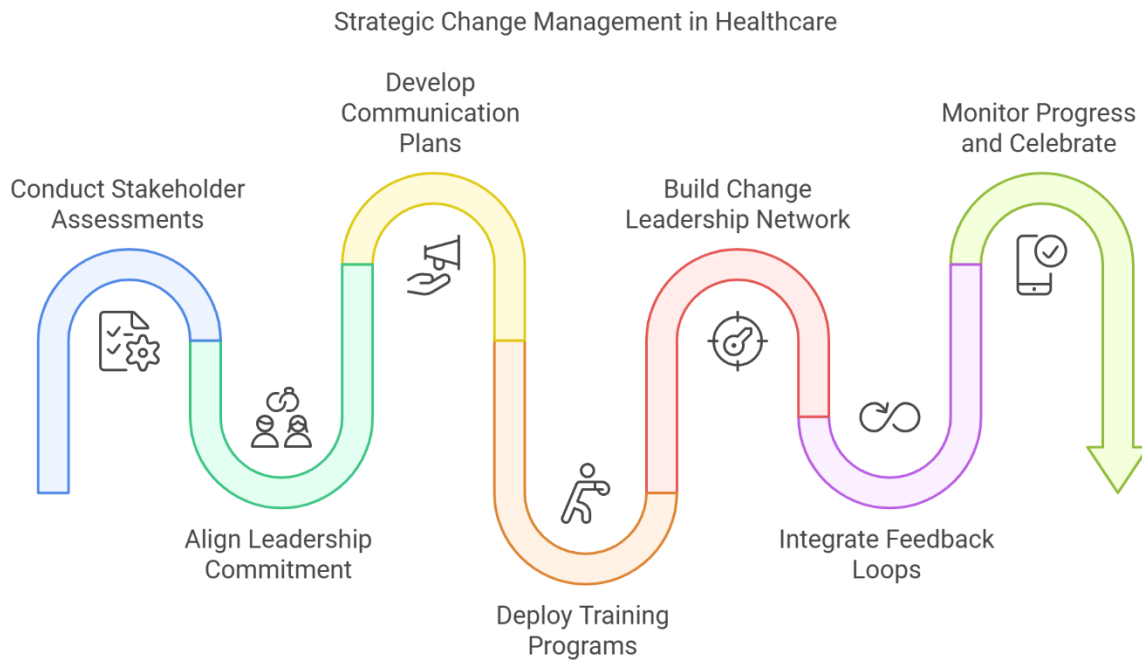 Strategic Change Management in Healthcare
Conduct Stakeholder
Assessments
Align Leadership
Commitment
Develop
Communication
Plans
Deploy Training
Programs
Build Change
Leadership Network
Integrate Feedback
Loops
Monitor Progress
and Celebrate